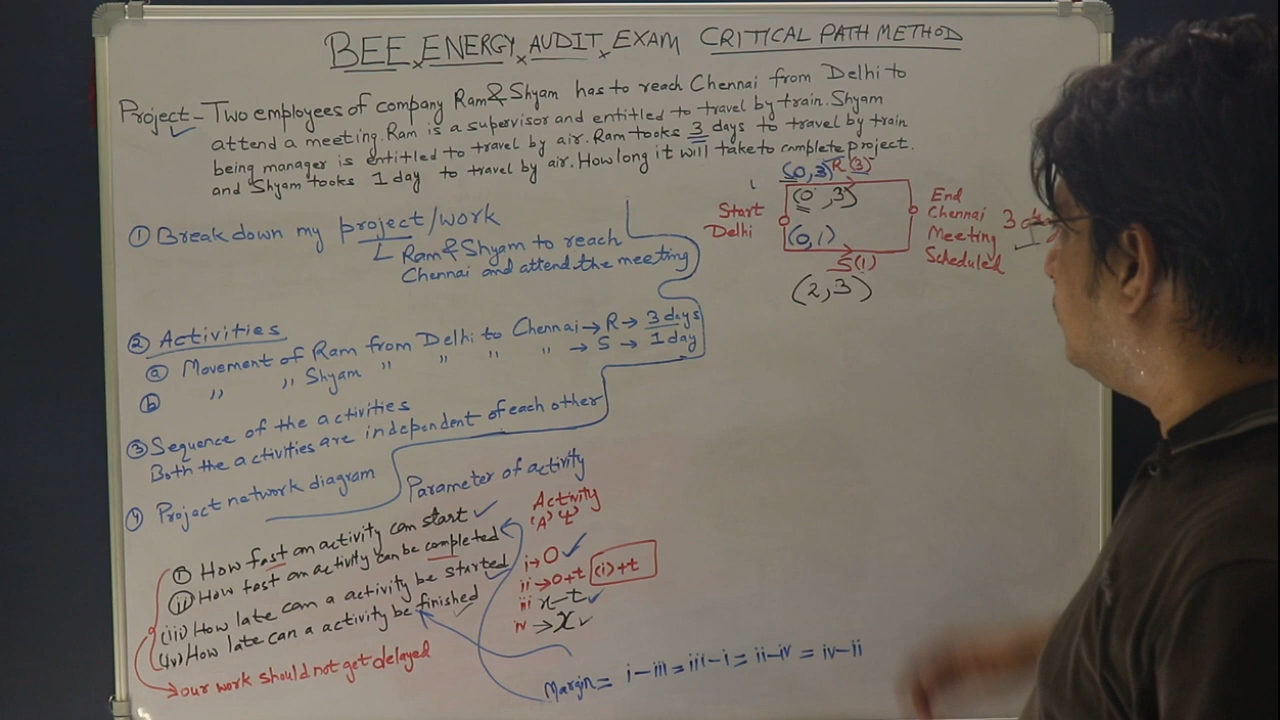 BEE ENERGY AUDIT EXAM CRITICAL PATH METHOD
Project- Two employees of company Ram & Shyam has to reach Chennai from Delhi to
attend a meeting. Ram is a supervisor and entitled to travel by train. Shyam
being manager is entitled to travel by air. Ram tooks 3 days to travel by train
and Shyam tooks 1 day to travel by air. How long it will take to complete project.
(0,3) R (3)
(0,3)
Start
Delhi
(0,1)
S(1)
(2,3)
End
Chennai
Meeting
Scheduled
3
① Break down my project/work
Ram & Shyam to reach
Chennai and attend the meeting
② Activities
ⓐ Movement of Ram from Delhi to Chennai → R → 3 days
ⓑ " " Shyam " " " " → S → 1 day
③ Sequence of the activities
Both the activities are independent of each other
④ Project network diagram
Parameter of activity
(i) How fast an activity can start
(ii) How fast an activity can be completed
(iii) How late can a activity be started
(iv) How late can a activity be finished
our work should not get delayed
Activity
'A' 't'
i → 0
ii → 0+t (i)+t
iii x-t
iv → x
Margin = i-iii = iii-i = ii-iv = iv-ii